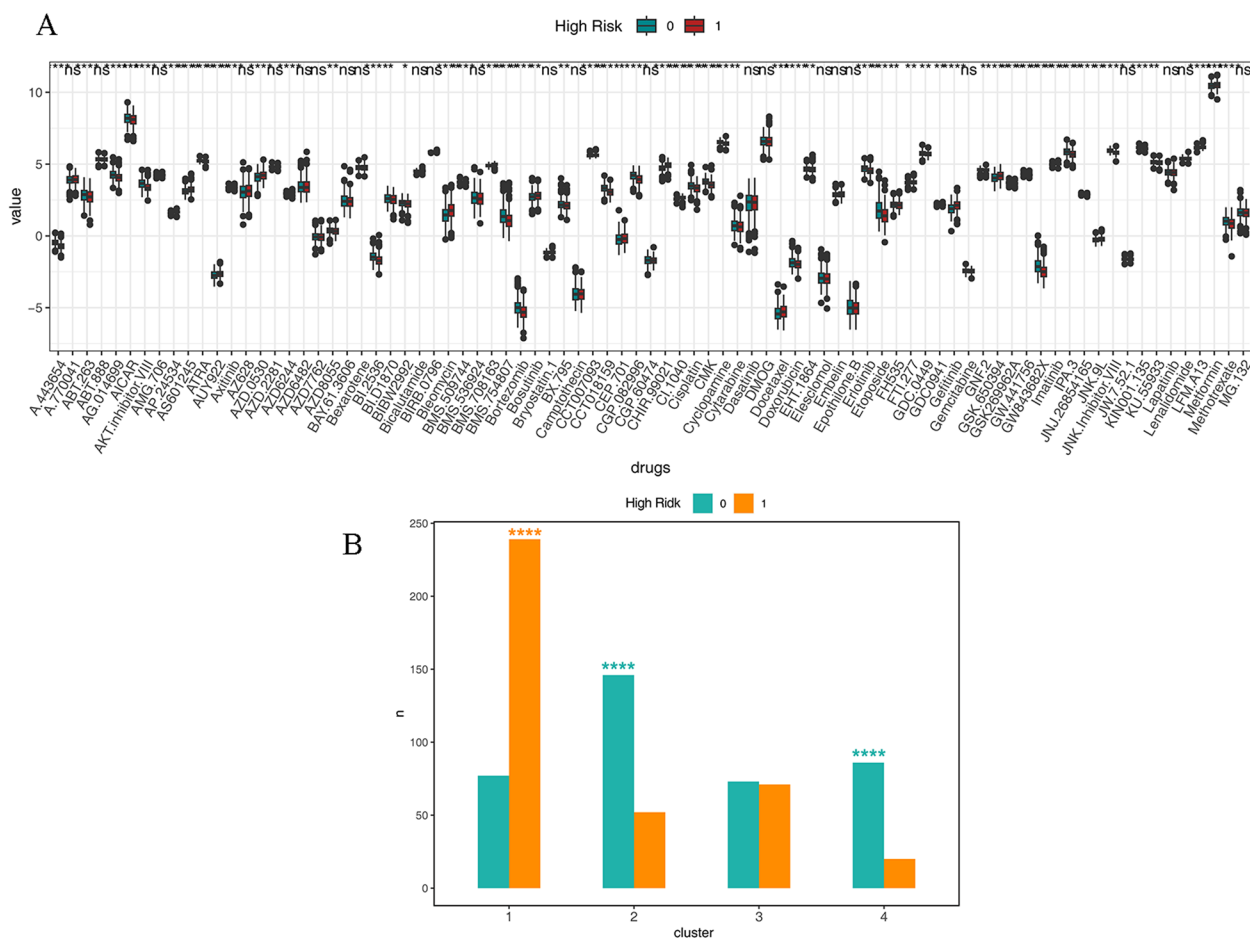 A
High Risk 0 1
value
10
5
0
−5
A.443654
A.770041
ABT.263
ABT.888
AG.014699
AICAR
AKT.inhibitor.VIII
AMG.706
AP.24534
AS601245
ATRA
AUY922
Axitinib
AZ628
AZD.0530
AZD.2281
AZD6244
AZD6482
AZD7762
AZD8055
BAY.61.3606
Bexarotene
BI.2536
BI.D1870
BIBW2992
Bicalutamide
BIRB.0796
Bleomycin
BMS.509744
BMS.536924
BMS.708163
BMS.754807
Bortezomib
Bosutinib
Bryostatin.1
BX.795
Camptothecin
CCT007093
CCT018159
CEP.701
CGP.082996
CGP.60474
CHIR.99021
CI.1040
Cisplatin
CMK
Cyclopamine
Cytarabine
Dasatinib
DMOG
Docetaxel
Doxorubicin
EHT.1864
Elesclomol
Embelin
Epothilone.B
Erlotinib
Etoposide
FH535
FTI.277
GDC.0449
GDC0941
Gefitinib
Gemcitabine
GNF.2
GSK.650394
GSK269962A
GW.441756
GW843682X
Imatinib
IPA.3
JNJ.26854165
JNK.9L
JNK.Inhibitor.VIII
JW.7.52.1
KIN001.135
KU.55933
Lapatinib
Lenalidomide
LFM.A13
Metformin
Methotrexate
MG.132
drugs
B
High Ridk 0 1
n
250
200
150
100
50
0
****
****
****
1 2 3 4
cluster